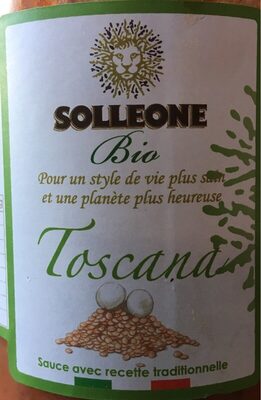 SOLLEONE
Bio
Pour un style de vie plus sain
et une planète plus heureuse
Toscana
Sauce avec recette traditionnelle